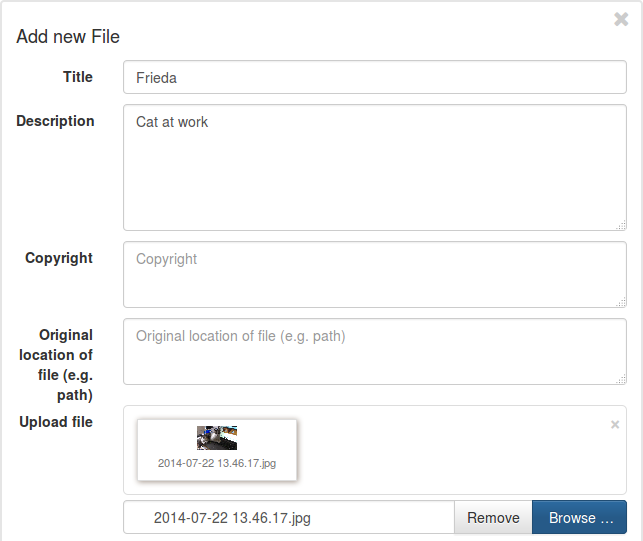 Add new File
Title
Frieda
Description
Cat at work
Copyright
Copyright
Original
location of
file (e.g.
path)
Original location of file (e.g. path)
Upload file
2014-07-22 13.46.17.jpg
2014-07-22 13.46.17.jpg
Remove
Browse …